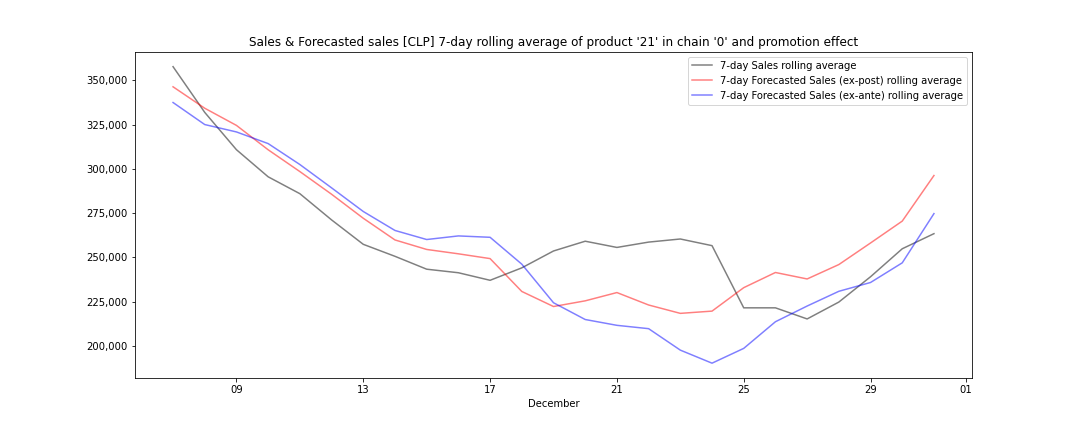 Sales & Forecasted sales [CLP] 7-day rolling average of product '21' in chain '0' and promotion effect
7-day Sales rolling average
7-day Forecasted Sales (ex-post) rolling average
7-day Forecasted Sales (ex-ante) rolling average
350,000
325,000
300,000
275,000
250,000
225,000
200,000
09 13 17 21 25 29 01
December